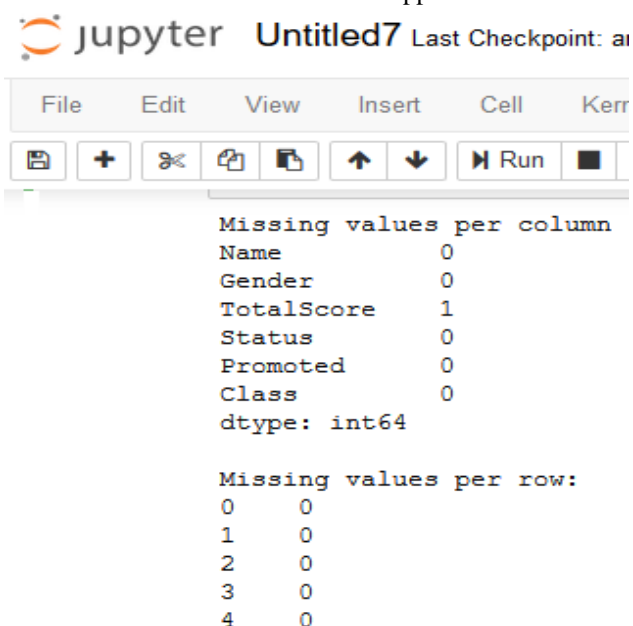 jupyter Untitled7 Last Checkpoint:
File Edit View Insert Cell
Run
Missing values per column
Name 0
Gender 0
TotalScore 1
Status 0
Promoted 0
Class 0
dtype: int64
Missing values per row:
0 0
1 0
2 0
3 0
4 0